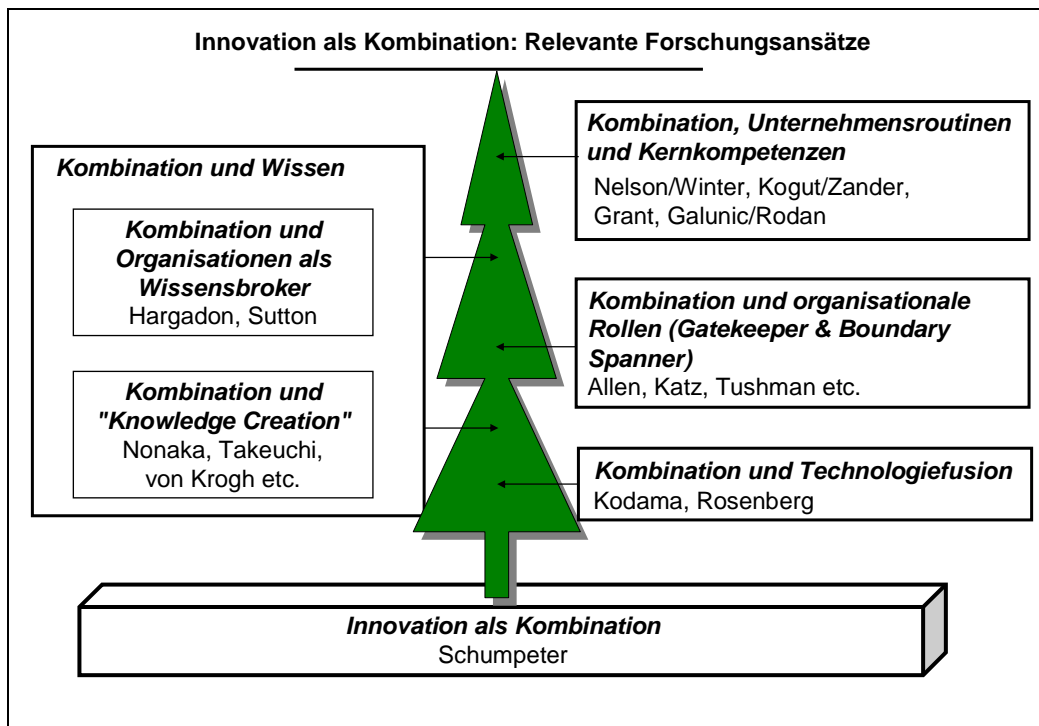 Innovation als Kombination: Relevante Forschungsansätze
Kombination und Wissen
Kombination und
Organisationen als
Wissensbroker
Hargadon, Sutton
Kombination und
"Knowledge Creation"
Nonaka, Takeuchi,
von Krogh etc.
Kombination, Unternehmensroutinen
und Kernkompetenzen
Nelson/Winter, Kogut/Zander,
Grant, Galunic/Rodan
Kombination und organisationale
Rollen (Gatekeeper & Boundary
Spanner)
Allen, Katz, Tushman etc.
Kombination und Technologiefusion
Kodama, Rosenberg
Innovation als Kombination
Schumpeter